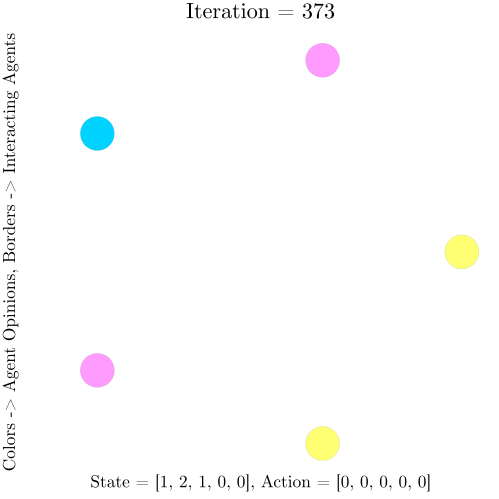 Iteration = 373
Colors -> Agent Opinions, Borders -> Interacting Agents
State = [1, 2, 1, 0, 0], Action = [0, 0, 0, 0, 0]